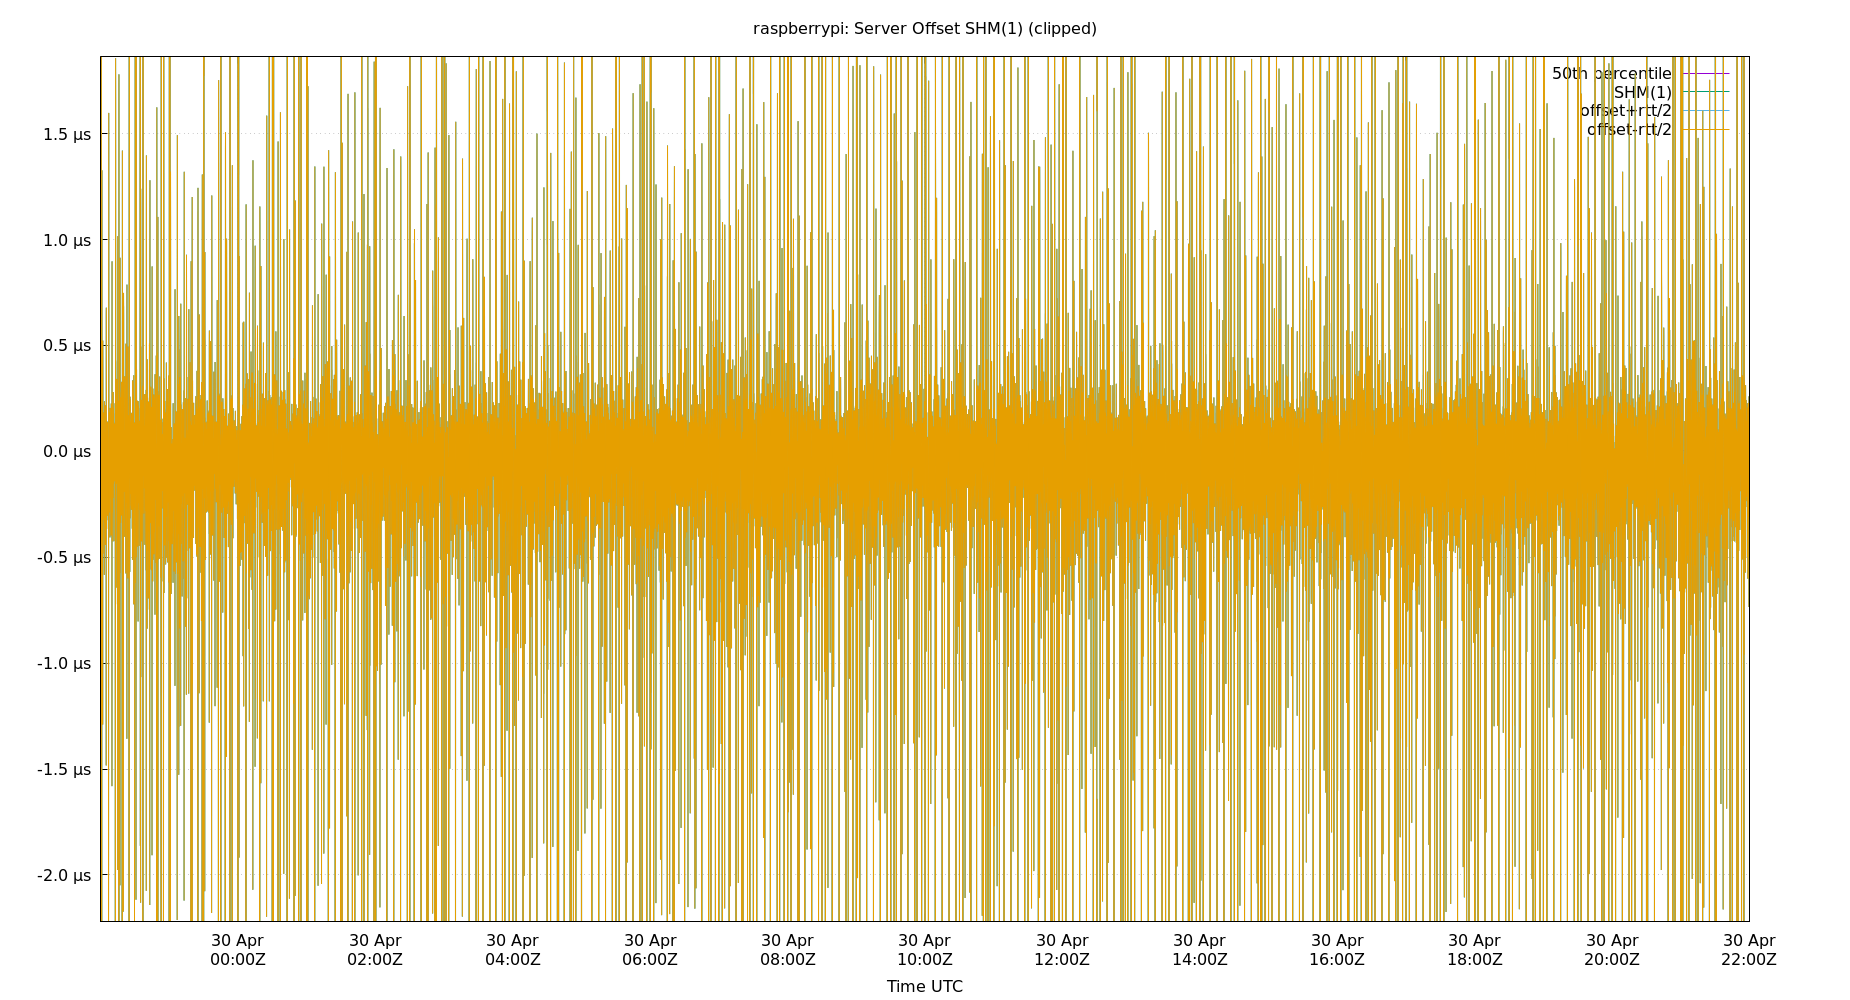 raspberrypi: Server Offset SHM(1) (clipped)
50th percentile
SHM(1)
offset+rtt/2
offset-rtt/2
1.5 µs
1.0 µs
0.5 µs
0.0 µs
-0.5 µs
-1.0 µs
-1.5 µs
-2.0 µs
30 Apr 30 Apr 30 Apr 30 Apr 30 Apr 30 Apr 30 Apr 30 Apr 30 Apr 30 Apr 30 Apr 30 Apr
00:00Z 02:00Z 04:00Z 06:00Z 08:00Z 10:00Z 12:00Z 14:00Z 16:00Z 18:00Z 20:00Z 22:00Z
Time UTC